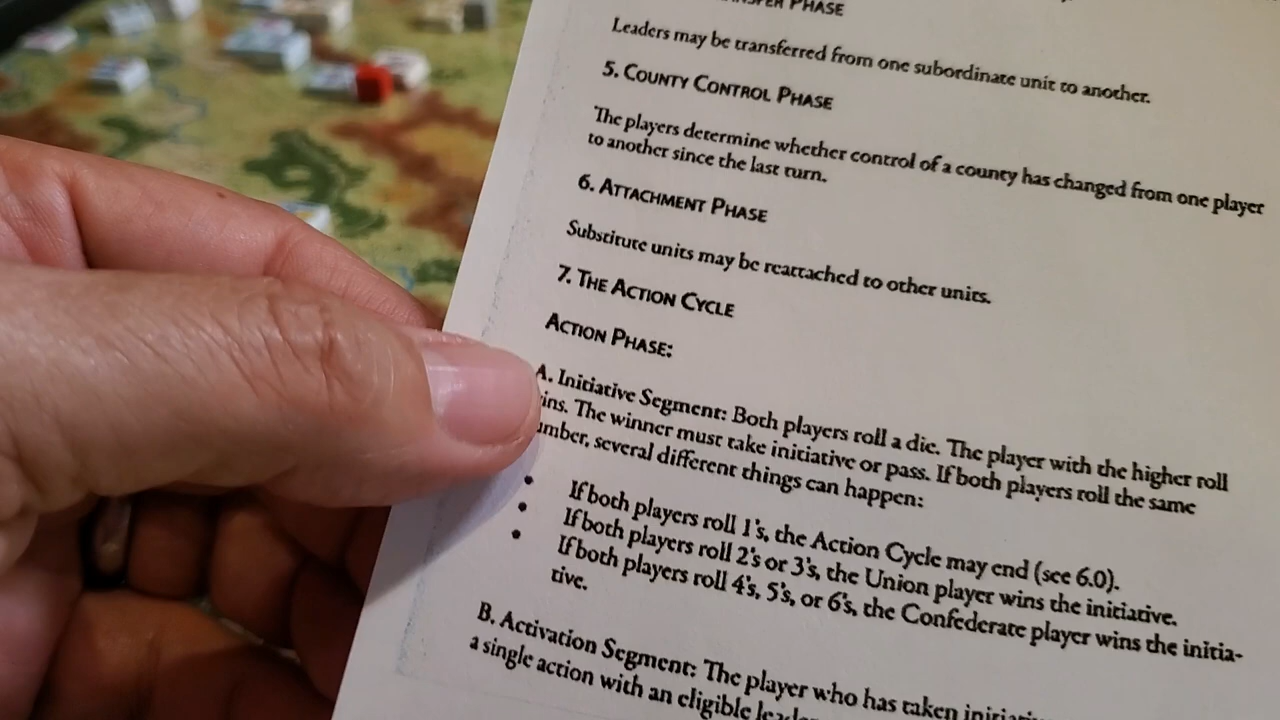 PHASE
Leaders may be transferred from one subordinate unit to another.
5. COUNTY CONTROL PHASE
The players determine whether control of a county has changed from one player
to another since the last turn.
6. ATTACHMENT PHASE
Substitute units may be reattached to other units.
7. THE ACTION CYCLE
ACTION PHASE:
A. Initiative Segment: Both players roll a die. The player with the higher roll
ins. The winner must take initiative or pass. If both players roll the same
umber, several different things can happen:
• If both players roll 1's, the Action Cycle may end (see 6.0).
• If both players roll 2's or 3's, the Union player wins the initiative.
• If both players roll 4's, 5's, or 6's, the Confederate player wins the initia-
tive.
B. Activation Segment: The player who has taken
a single action with an eligible